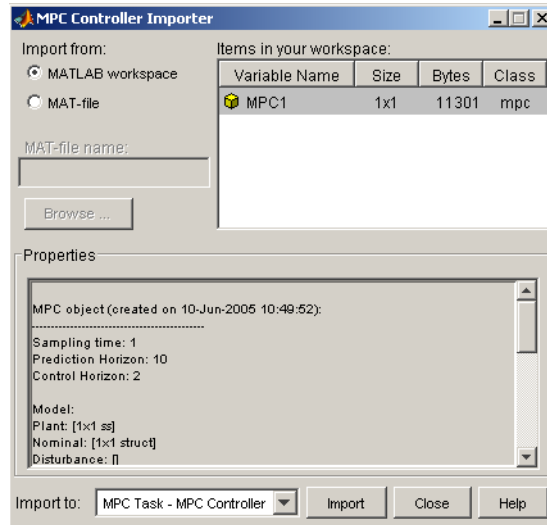 MPC Controller Importer
Import from:
MATLAB workspace
MAT-file
MAT-file name:
Browse ...
Items in your workspace:
Variable Name Size Bytes Class
MPC1 1x1 11301 mpc
Properties
MPC object (created on 10-Jun-2005 10:49:52):
---------------------------------------------
Sampling time: 1
Prediction Horizon: 10
Control Horizon: 2
Model:
Plant: [1x1 ss]
Nominal: [1x1 struct]
Disturbance: []
Import to: MPC Task - MPC Controller Import Close Help